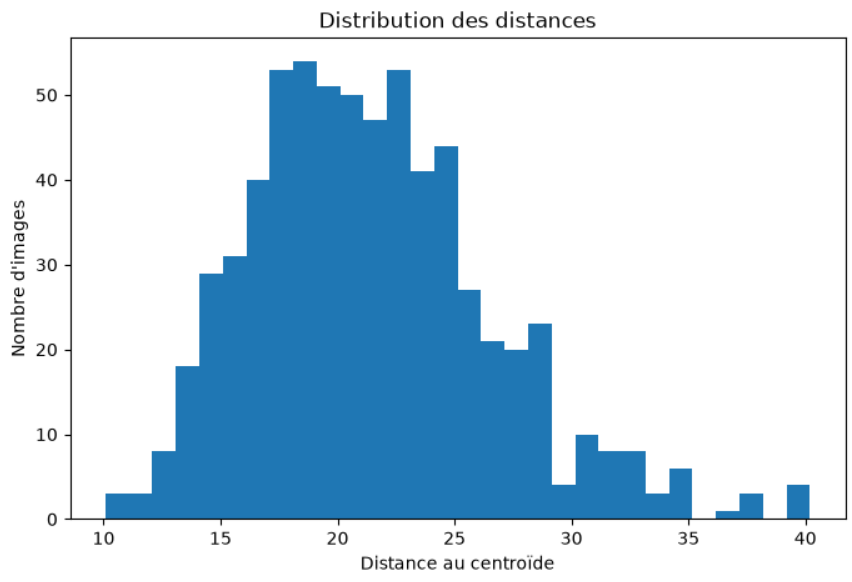 Distribution des distances
Nombre d'images
50
40
30
20
10
0
10 15 20 25 30 35 40
Distance au centroïde